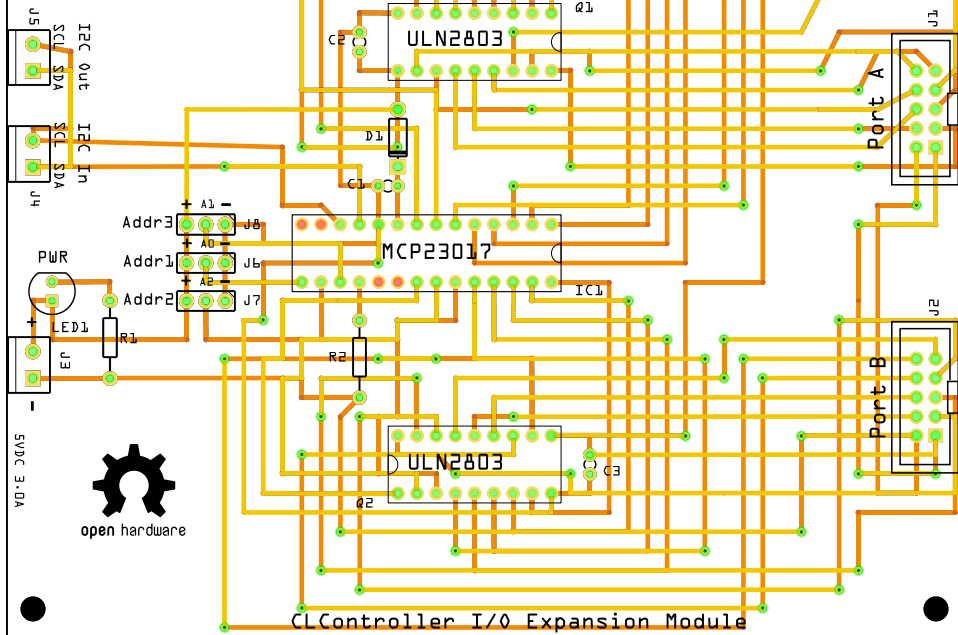 J5
SCL
SDA
I2C Out
C2
ULN2803
Q1
J1
Port A
D1
SCL
SDA
I2C In
J4
C1
+ A1 -
Addr3
J8
+ A0 -
Addr1
J6
+ A2 -
Addr2
J7
MCP23017
IC1
PWR
LED1
+
R1
J3
-
R2
J2
Port B
5VDC 3.0A
ULN2803
C3
Q2
open hardware
CLController I/O Expansion Module